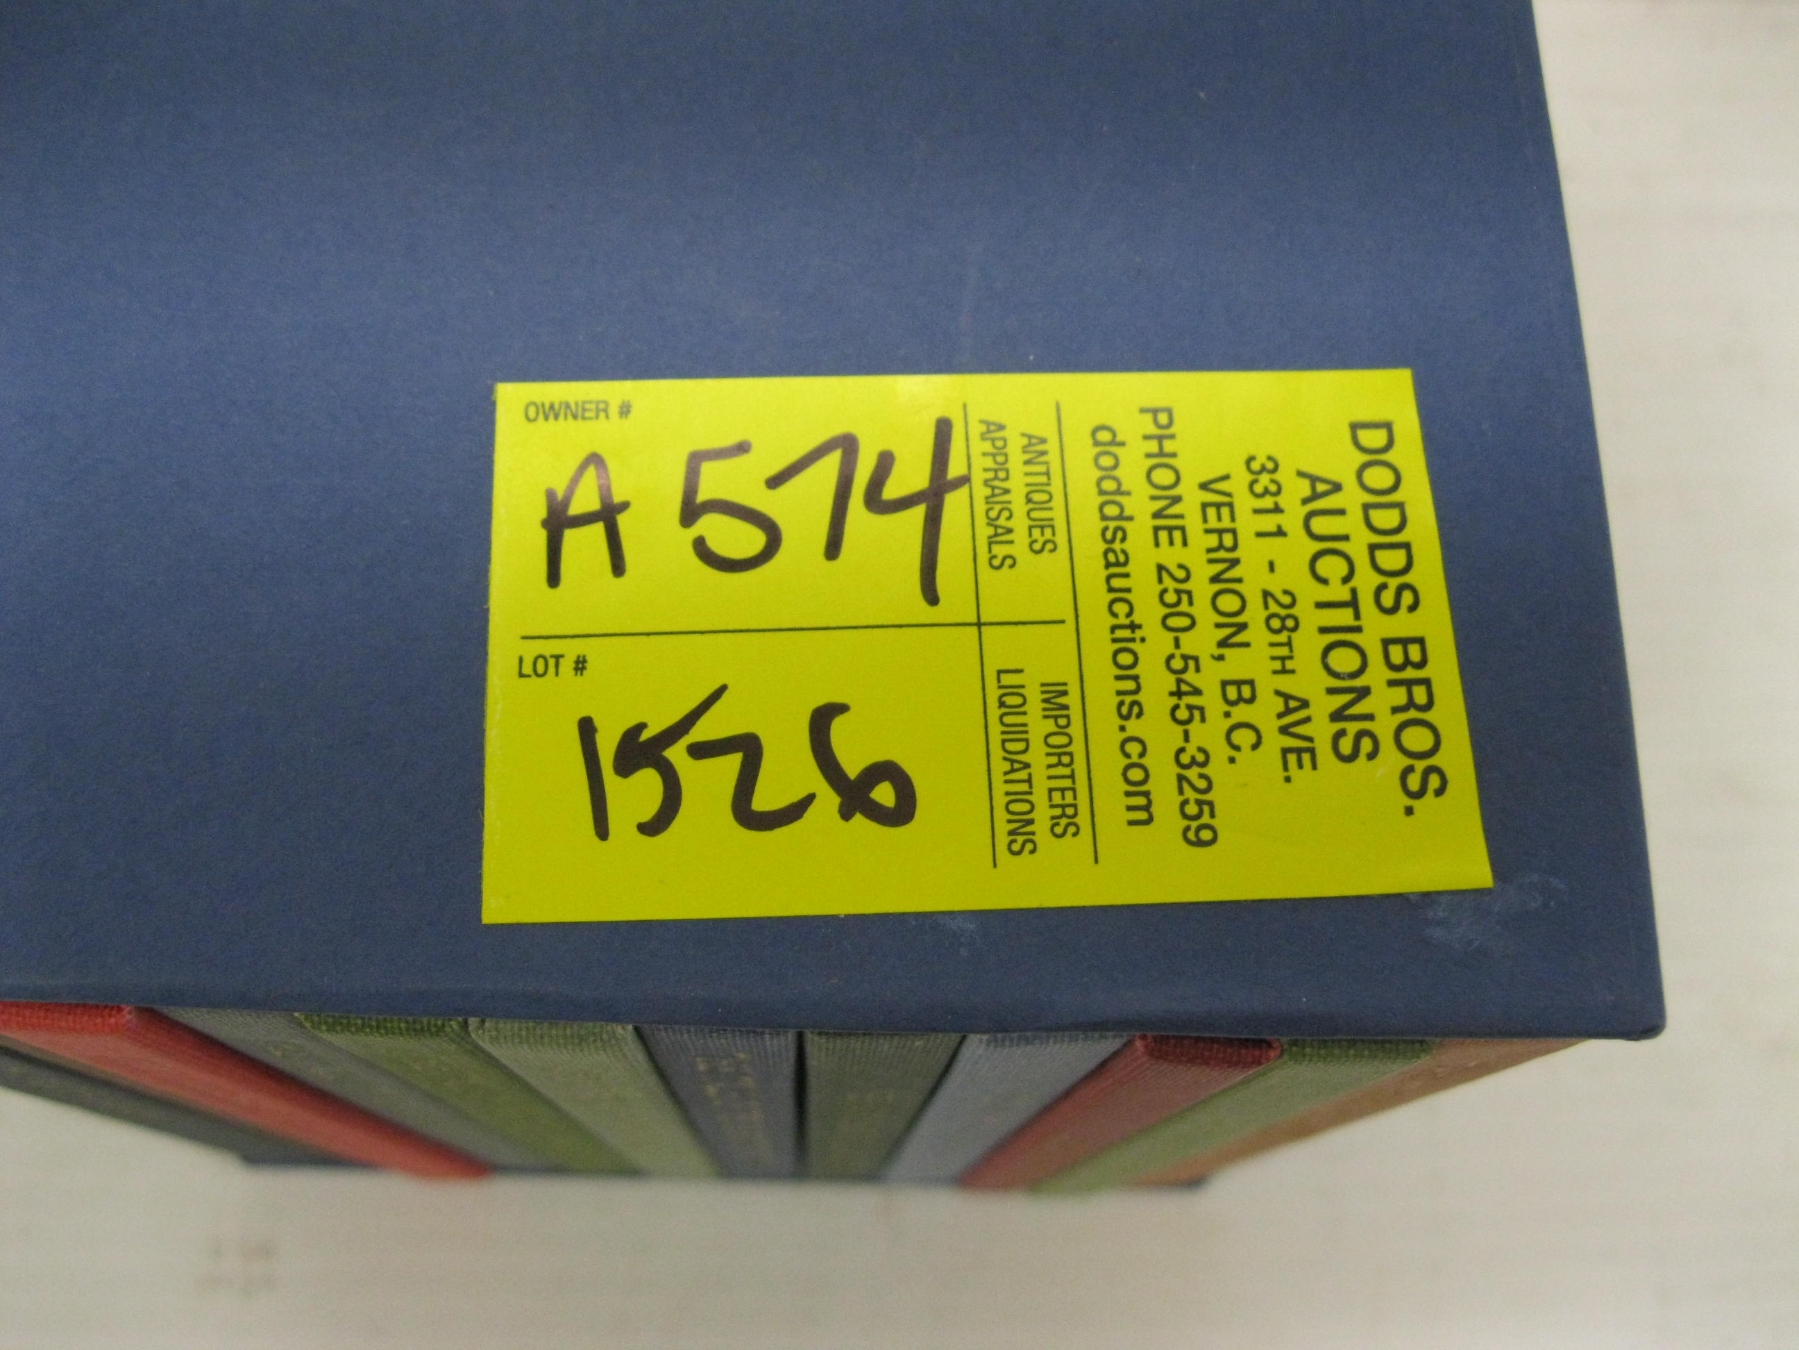 DODDS BROS.
AUCTIONS
3311 - 28TH AVE.
VERNON, B.C.
PHONE 250-545-3259
doddsauctions.com
ANTIQUES
APPRAISALS
IMPORTERS
LIQUIDATIONS
OWNER #
A 574
LOT #
1526